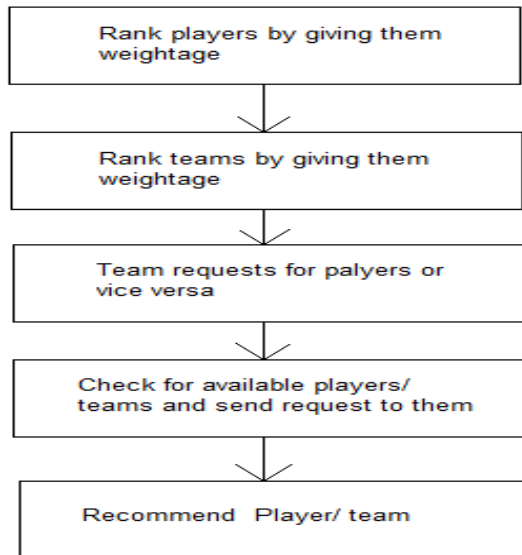 Rank players by giving them
weightage
Rank teams by giving them
weightage
Team requests for palyers or
vice versa
Check for available players/
teams and send request to them
Recommend Player/ team